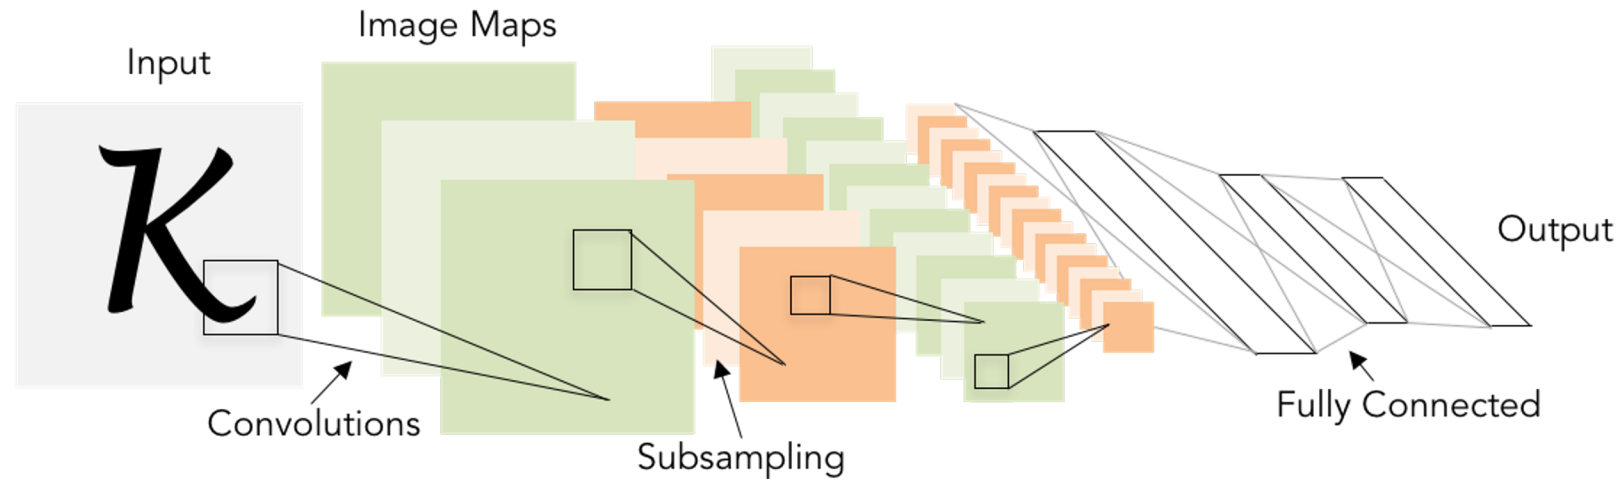 Image Maps
Input
K
Output
Convolutions
Subsampling
Fully Connected